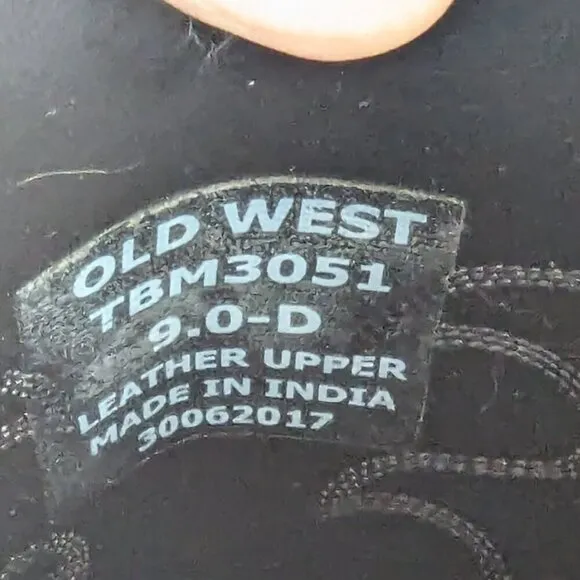 OLD WEST
TBM3051
9.0-D
LEATHER UPPER
MADE IN INDIA
30062017